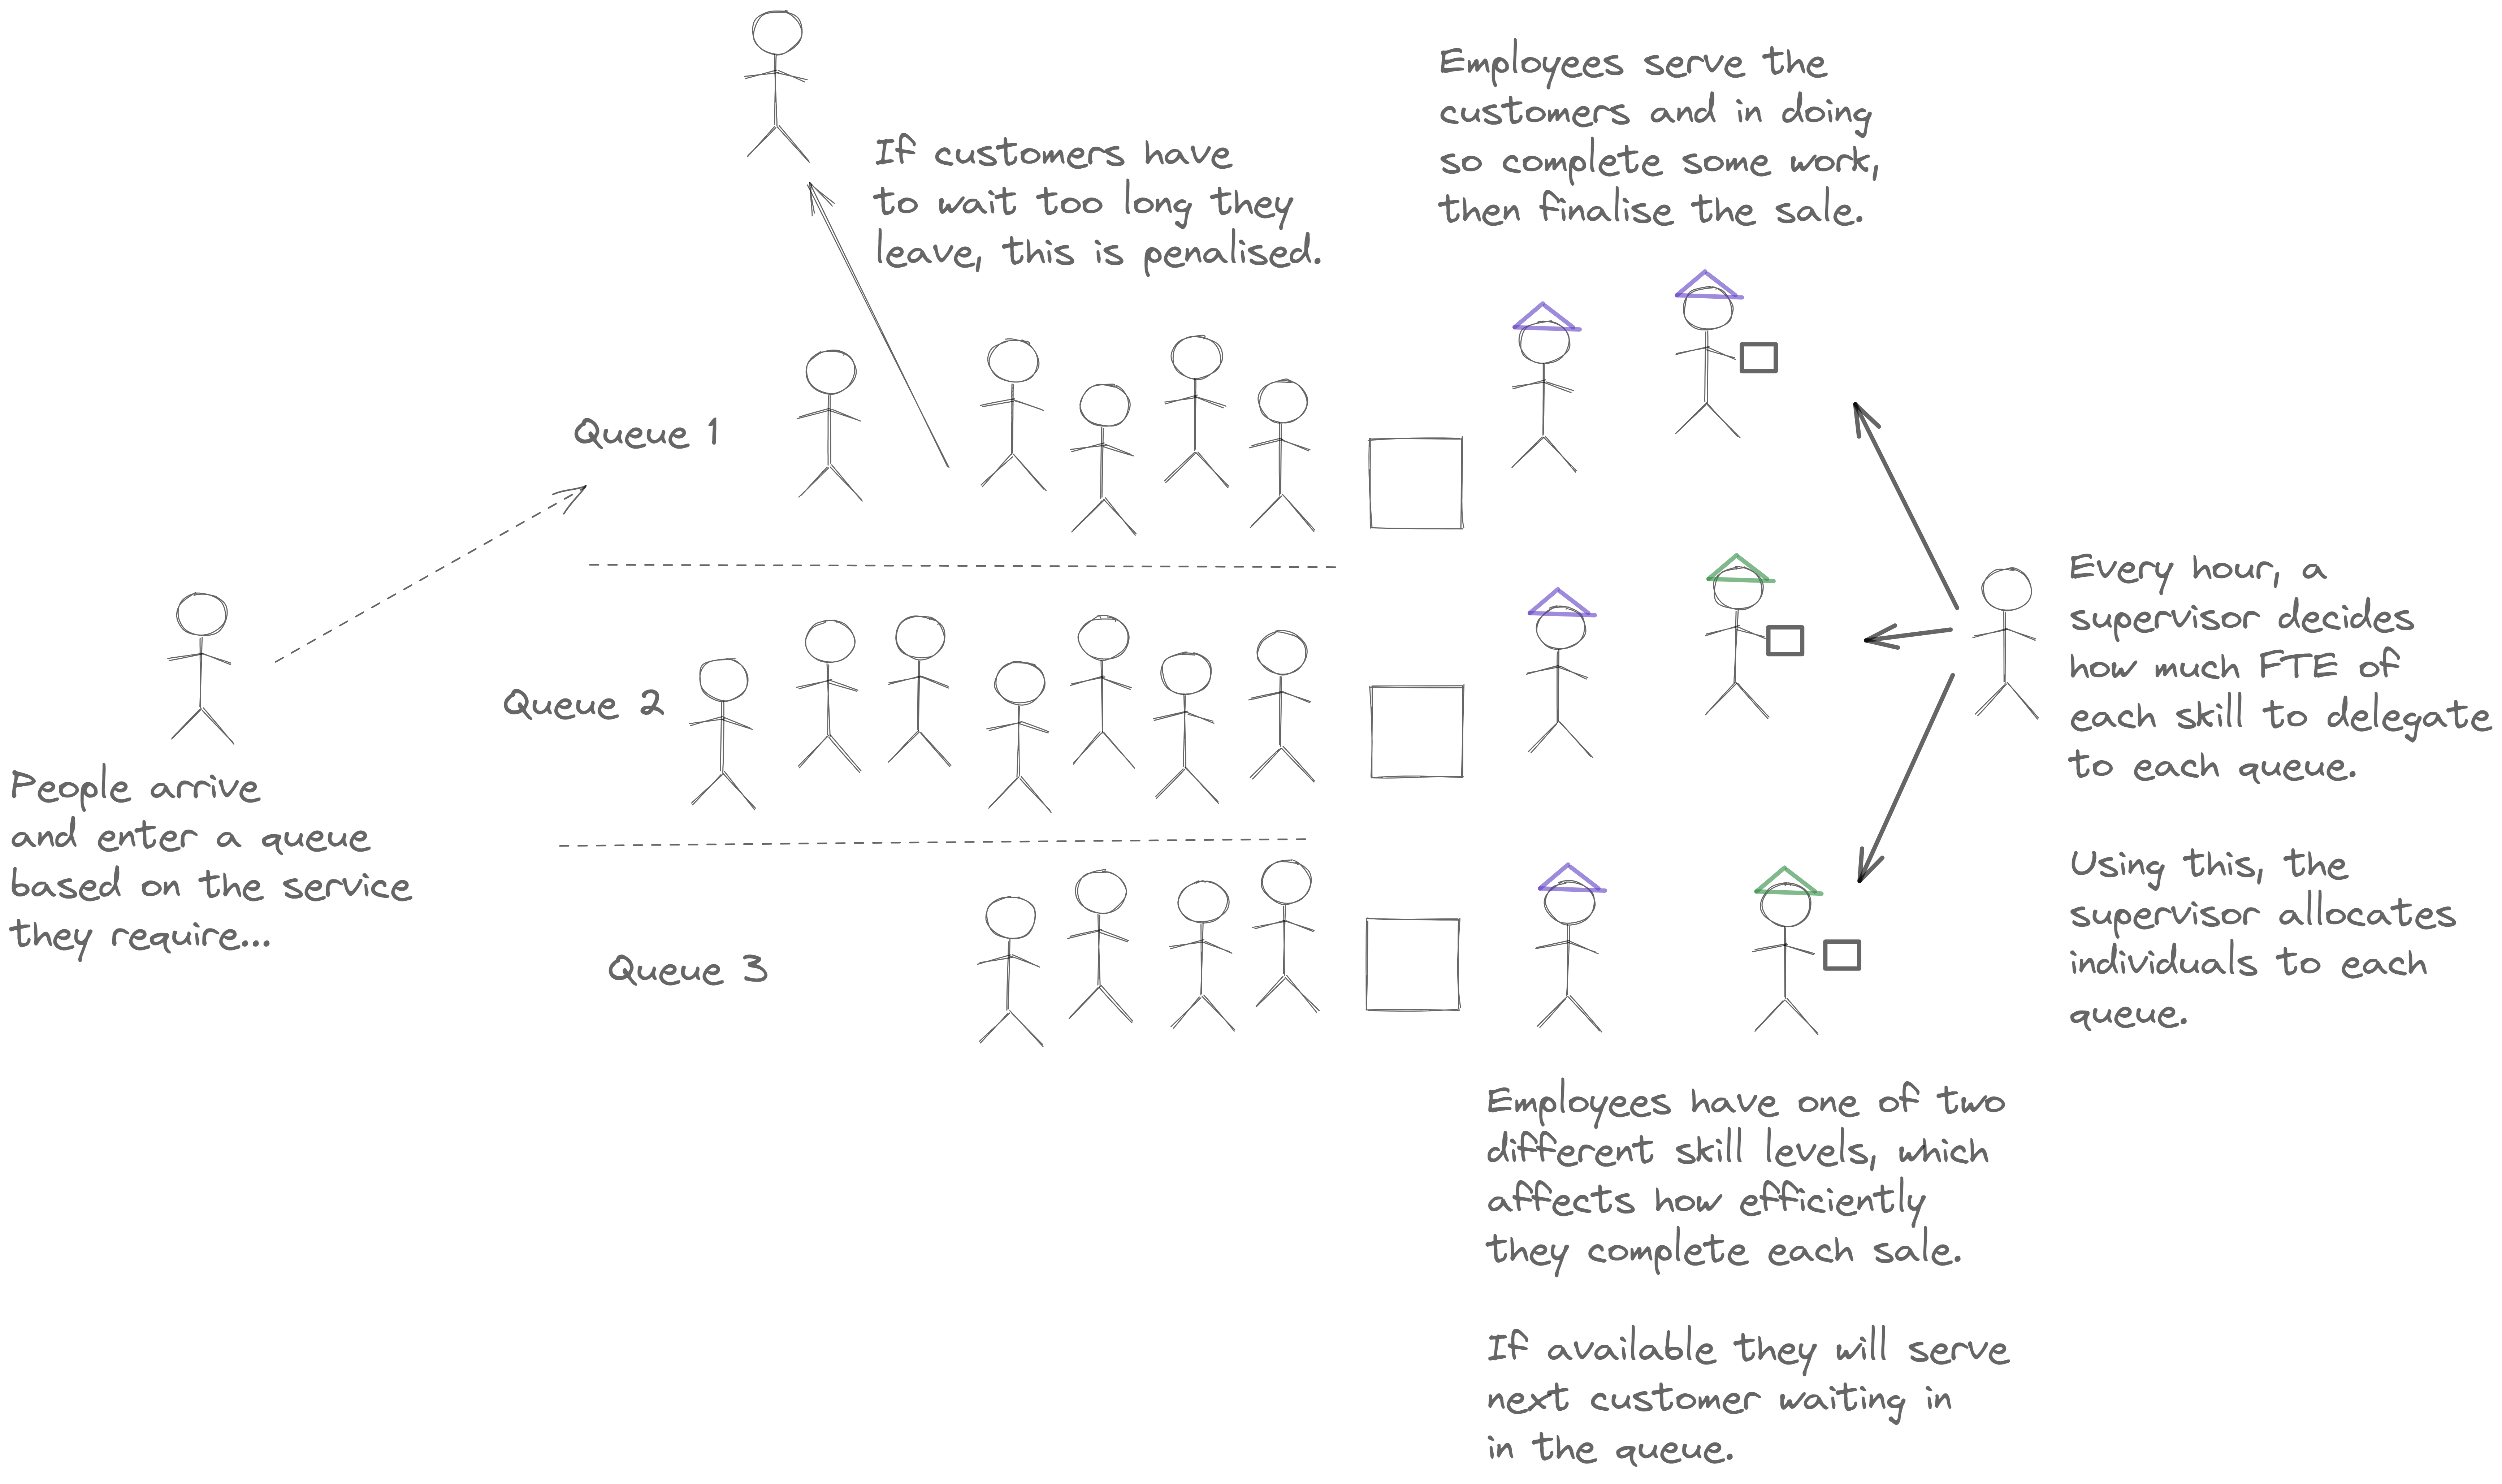 If customers have
to wait too long they
leave, this is penalised.
Employees serve the
customers and in doing
so complete some work,
then finalise the sale.
Queue 1
Queue 2
Queue 3
People arrive
and enter a queue
based on the service
they require...
Every hour, a
supervisor decides
how much FTE of
each skill to delegate
to each queue.
Using this, the
supervisor allocates
individuals to each
queue.
Employees have one of two
different skill levels, which
affects how efficiently
they complete each sale.
If available they will serve
next customer waiting in
in the queue.